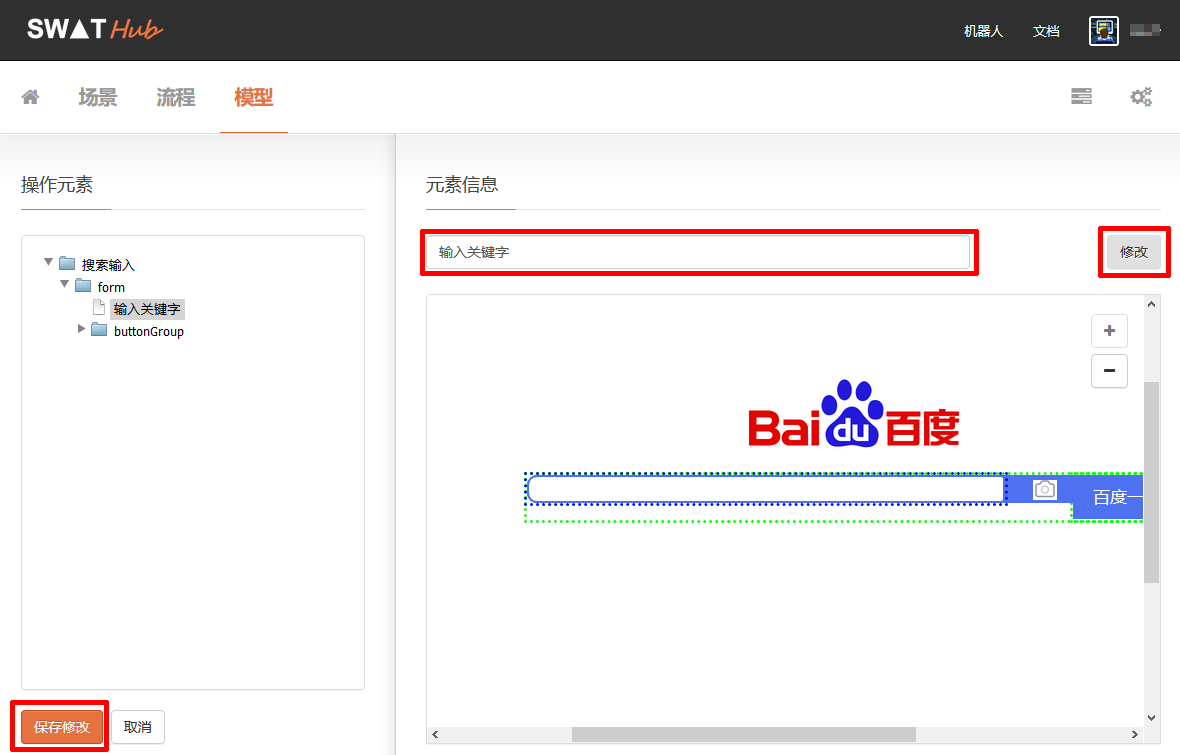 SWAT Hub
机器人 文档
场景 流程 模型
操作元素
元素信息
输入关键字
修改
搜索输入
form
输入关键字
buttonGroup
+
−
Bai du 百度
百度一
保存修改 取消